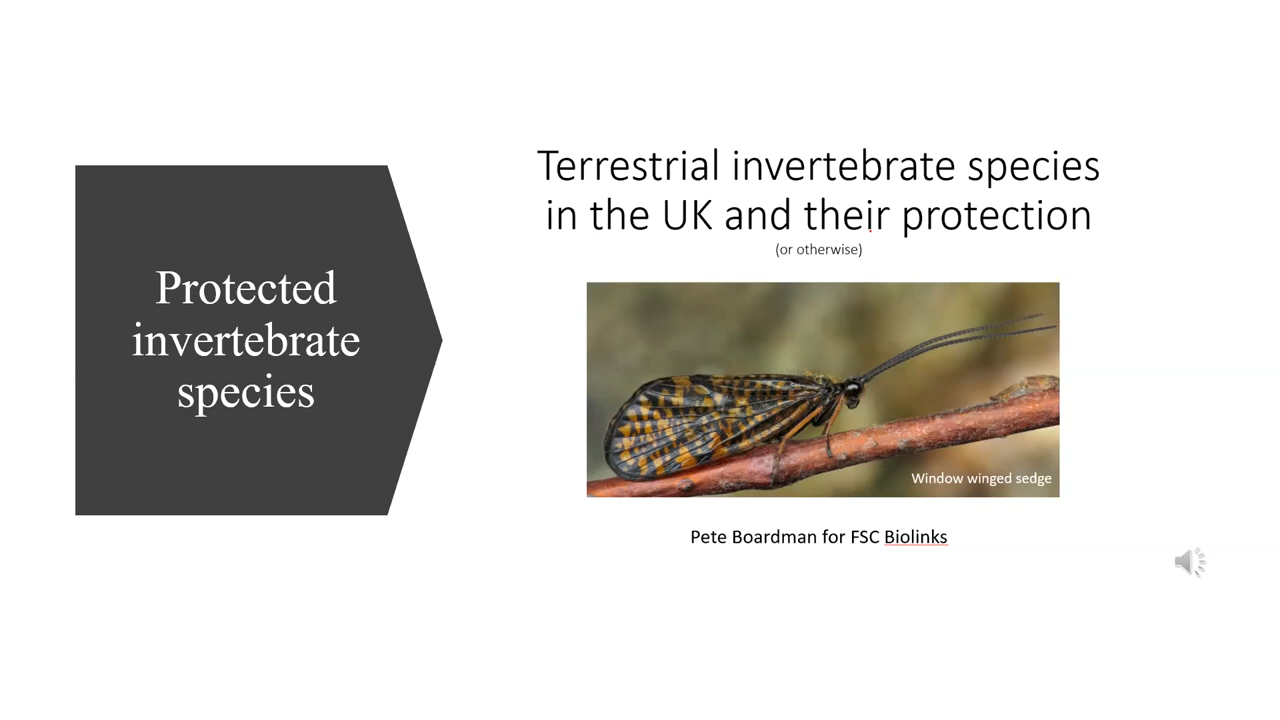 Protected
invertebrate
species
Terrestrial invertebrate species
in the UK and their protection
(or otherwise)
Window winged sedge
Pete Boardman for FSC Biolinks